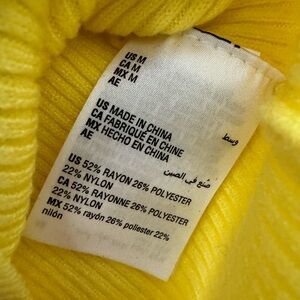 US M
CA M
MX M
AE وسط
US MADE IN CHINA
CA FABRIQUÉ EN CHINE
MX HECHO EN CHINA
AE صنع في الصين
US 52% RAYON 26% POLYESTER
22% NYLON
CA 52% RAYONNE 26% POLYESTER
22% NYLON
MX 52% rayón 26% poliester 22%
nilón